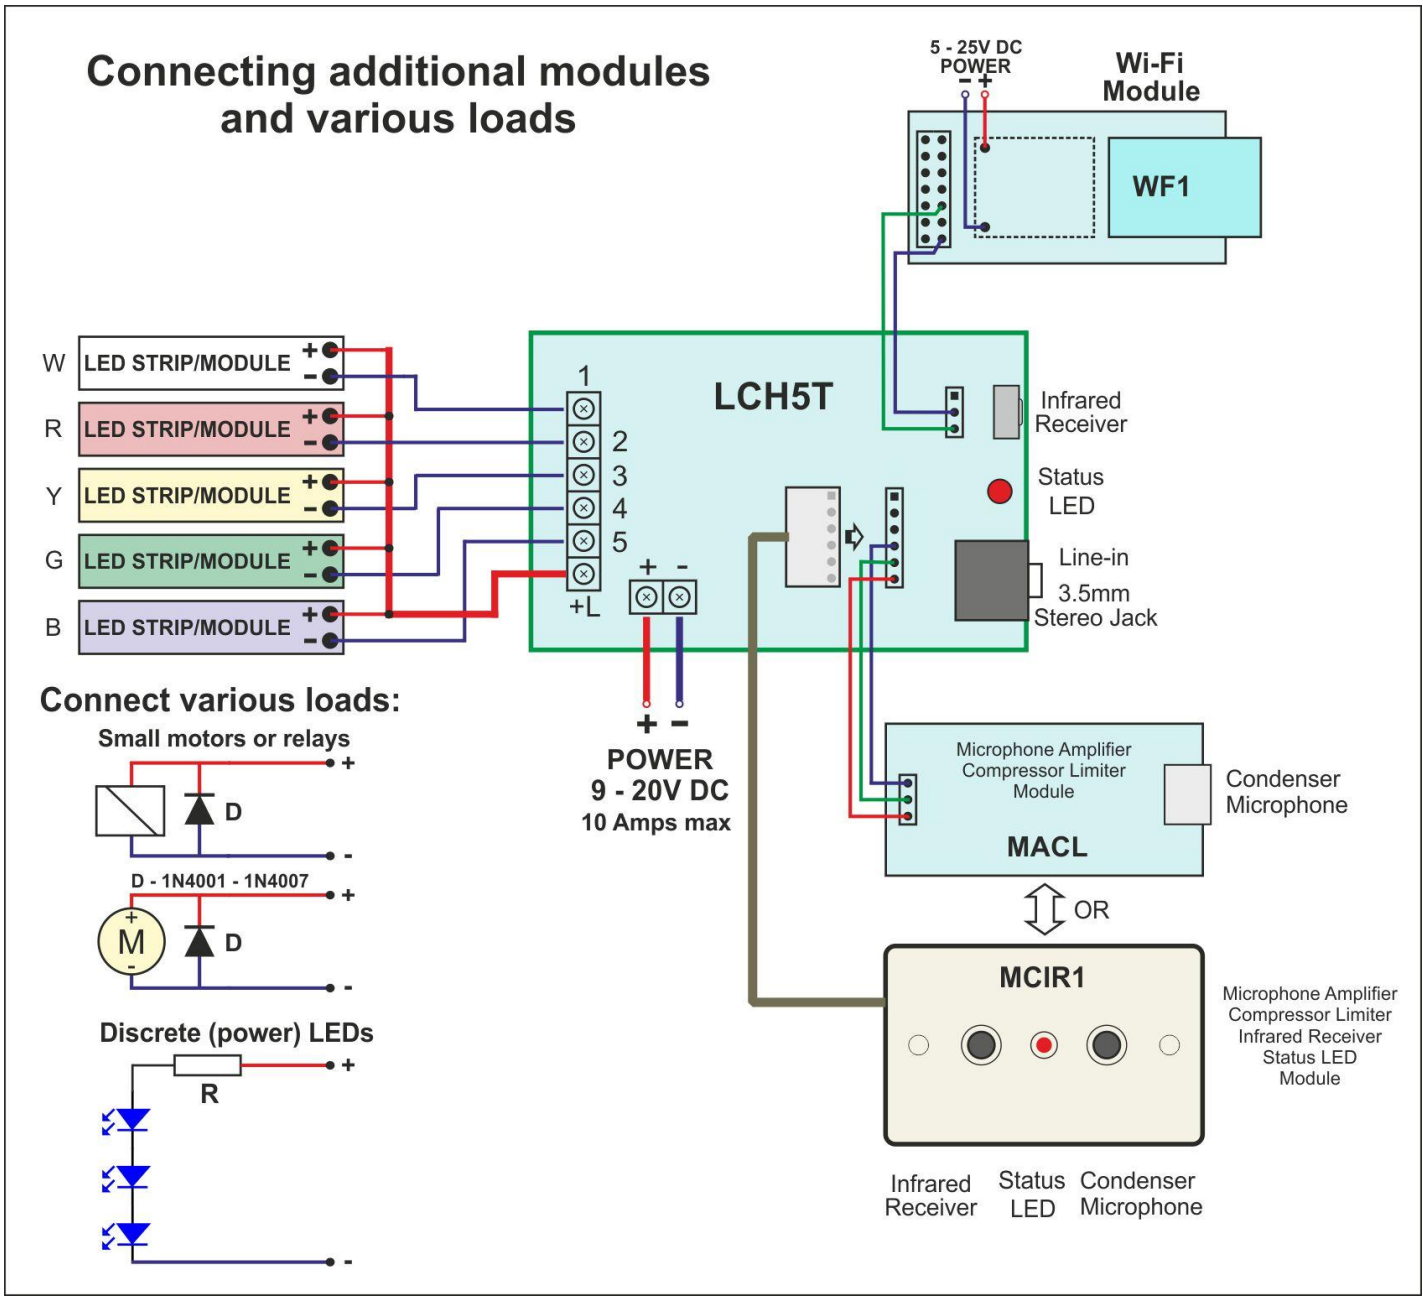 Connecting additional modules
and various loads
5 - 25V DC
POWER
- +
Wi-Fi
Module
WF1
W
LED STRIP/MODULE
+
-
R
LED STRIP/MODULE
+
-
Y
LED STRIP/MODULE
+
-
G
LED STRIP/MODULE
+
-
B
LED STRIP/MODULE
+
-
LCH5T
1
2
3
4
5
+L
+ -
Infrared
Receiver
Status
LED
Line-in
3.5mm
Stereo Jack
+ -
POWER
9 - 20V DC
10 Amps max
Connect various loads:
Small motors or relays
+
D
-
D - 1N4001 - 1N4007
+
+
M
-
D
-
Discrete (power) LEDs
+
R
-
Microphone Amplifier
Compressor Limiter
Module
MACL
Condenser
Microphone
OR
MCIR1
Microphone Amplifier
Compressor Limiter
Infrared Receiver
Status LED
Module
Infrared
Receiver
Status
LED
Condenser
Microphone